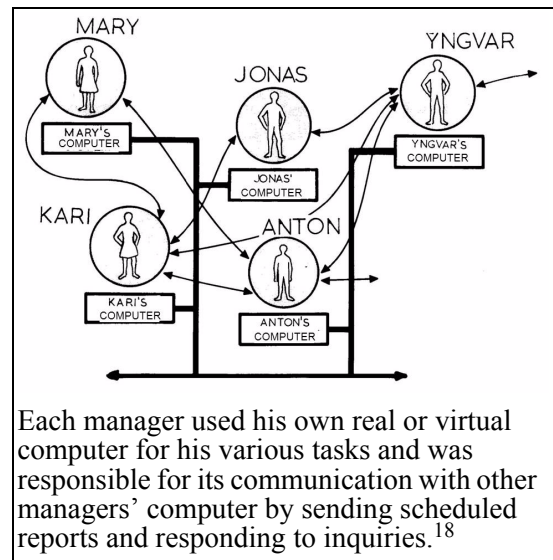 MARY
YNGVAR
JONAS
MARY'S
COMPUTER
YNGVAR'S
COMPUTER
JONAS'
COMPUTER
KARI
ANTON
KARI'S
COMPUTER
ANTON'S
COMPUTER
Each manager used his own real or virtual
computer for his various tasks and was
responsible for its communication with other
managers’ computer by sending scheduled
reports and responding to inquiries.18